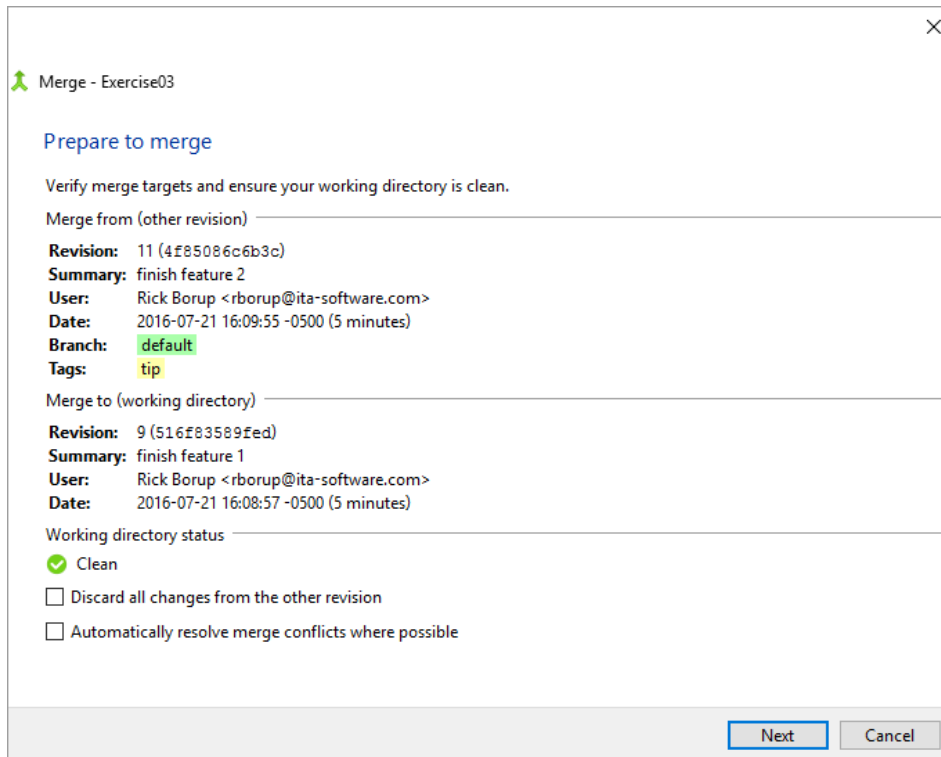 Merge - Exercise03
Prepare to merge
Verify merge targets and ensure your working directory is clean.
Merge from (other revision)
Revision: 11 (4f85086c6b3c)
Summary: finish feature 2
User: Rick Borup <rborup@ita-software.com>
Date: 2016-07-21 16:09:55 -0500 (5 minutes)
Branch: default
Tags: tip
Merge to (working directory)
Revision: 9 (516f83589fed)
Summary: finish feature 1
User: Rick Borup <rborup@ita-software.com>
Date: 2016-07-21 16:08:57 -0500 (5 minutes)
Working directory status
Clean
Discard all changes from the other revision
Automatically resolve merge conflicts where possible
Next Cancel